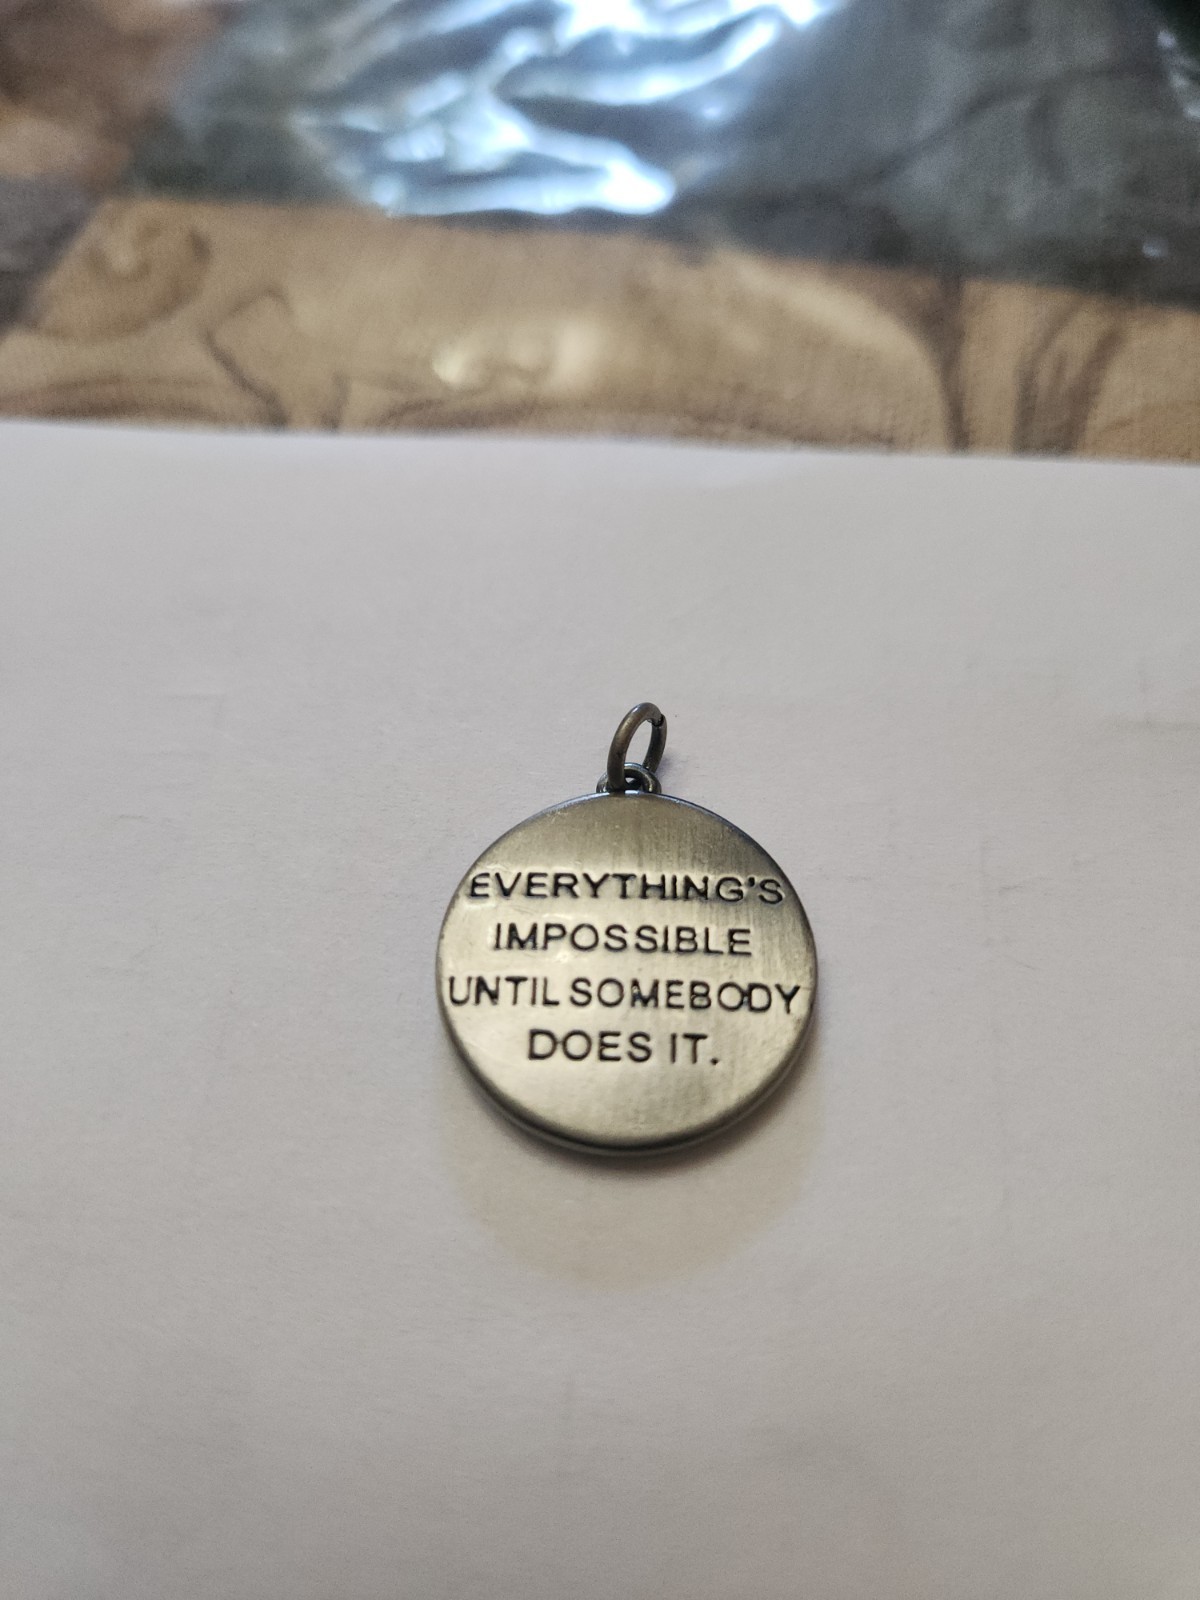 EVERYTHING'S
IMPOSSIBLE
UNTIL SOMEBODY
DOES IT.